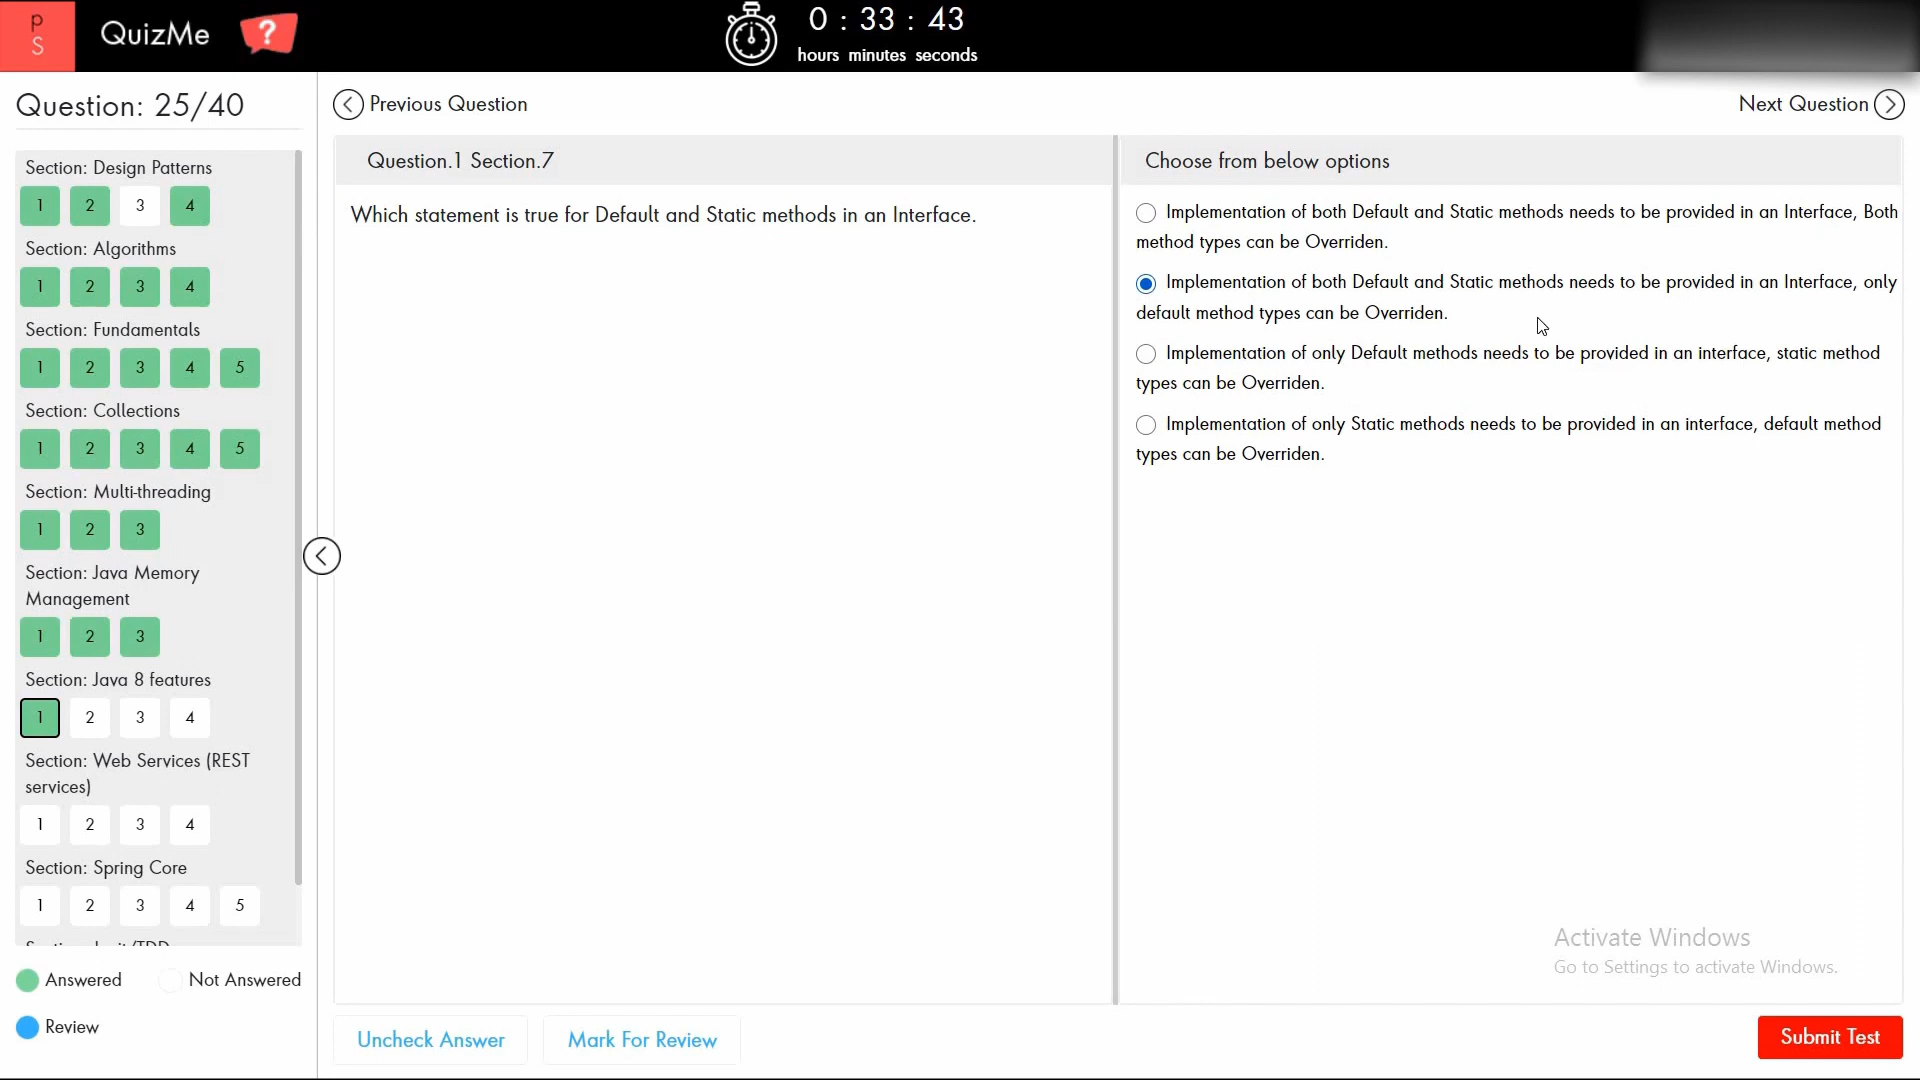 P
S
QuizMe
?
0 : 33 : 43
hours minutes seconds
Question: 25/40
Previous Question
Next Question
Section: Design Patterns
1 2 3 4
Section: Algorithms
1 2 3 4
Section: Fundamentals
1 2 3 4 5
Section: Collections
1 2 3 4 5
Section: Multi-threading
1 2 3
Section: Java Memory
Management
1 2 3
Section: Java 8 features
1 2 3 4
Section: Web Services (REST
services)
1 2 3 4
Section: Spring Core
1 2 3 4 5
Answered
Not Answered
Review
Question.1 Section.7
Which statement is true for Default and Static methods in an Interface.
Choose from below options
Implementation of both Default and Static methods needs to be provided in an Interface, Both
method types can be Overriden.
Implementation of both Default and Static methods needs to be provided in an Interface, only
default method types can be Overriden.
Implementation of only Default methods needs to be provided in an interface, static method
types can be Overriden.
Implementation of only Static methods needs to be provided in an interface, default method
types can be Overriden.
Activate Windows
Go to Settings to activate Windows.
Uncheck Answer
Mark For Review
Submit Test